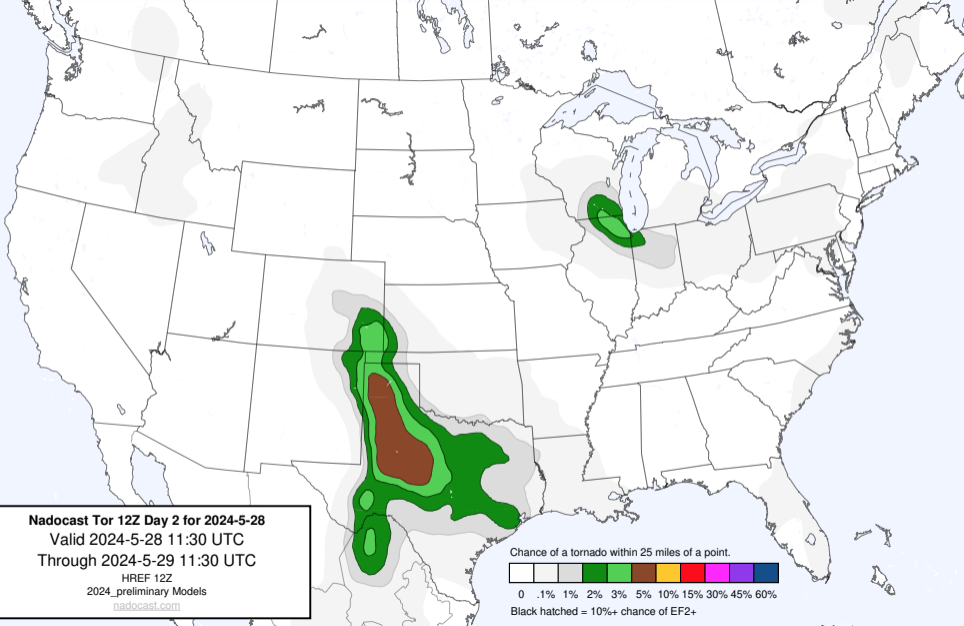 Nadocast Tor 12Z Day 2 for 2024-5-28
Valid 2024-5-28 11:30 UTC
Through 2024-5-29 11:30 UTC
HREF 12Z
2024_preliminary Models
nadocast.com
Chance of a tornado within 25 miles of a point.
0 .1% 1% 2% 3% 5% 10% 15% 30% 45% 60%
Black hatched = 10%+ chance of EF2+